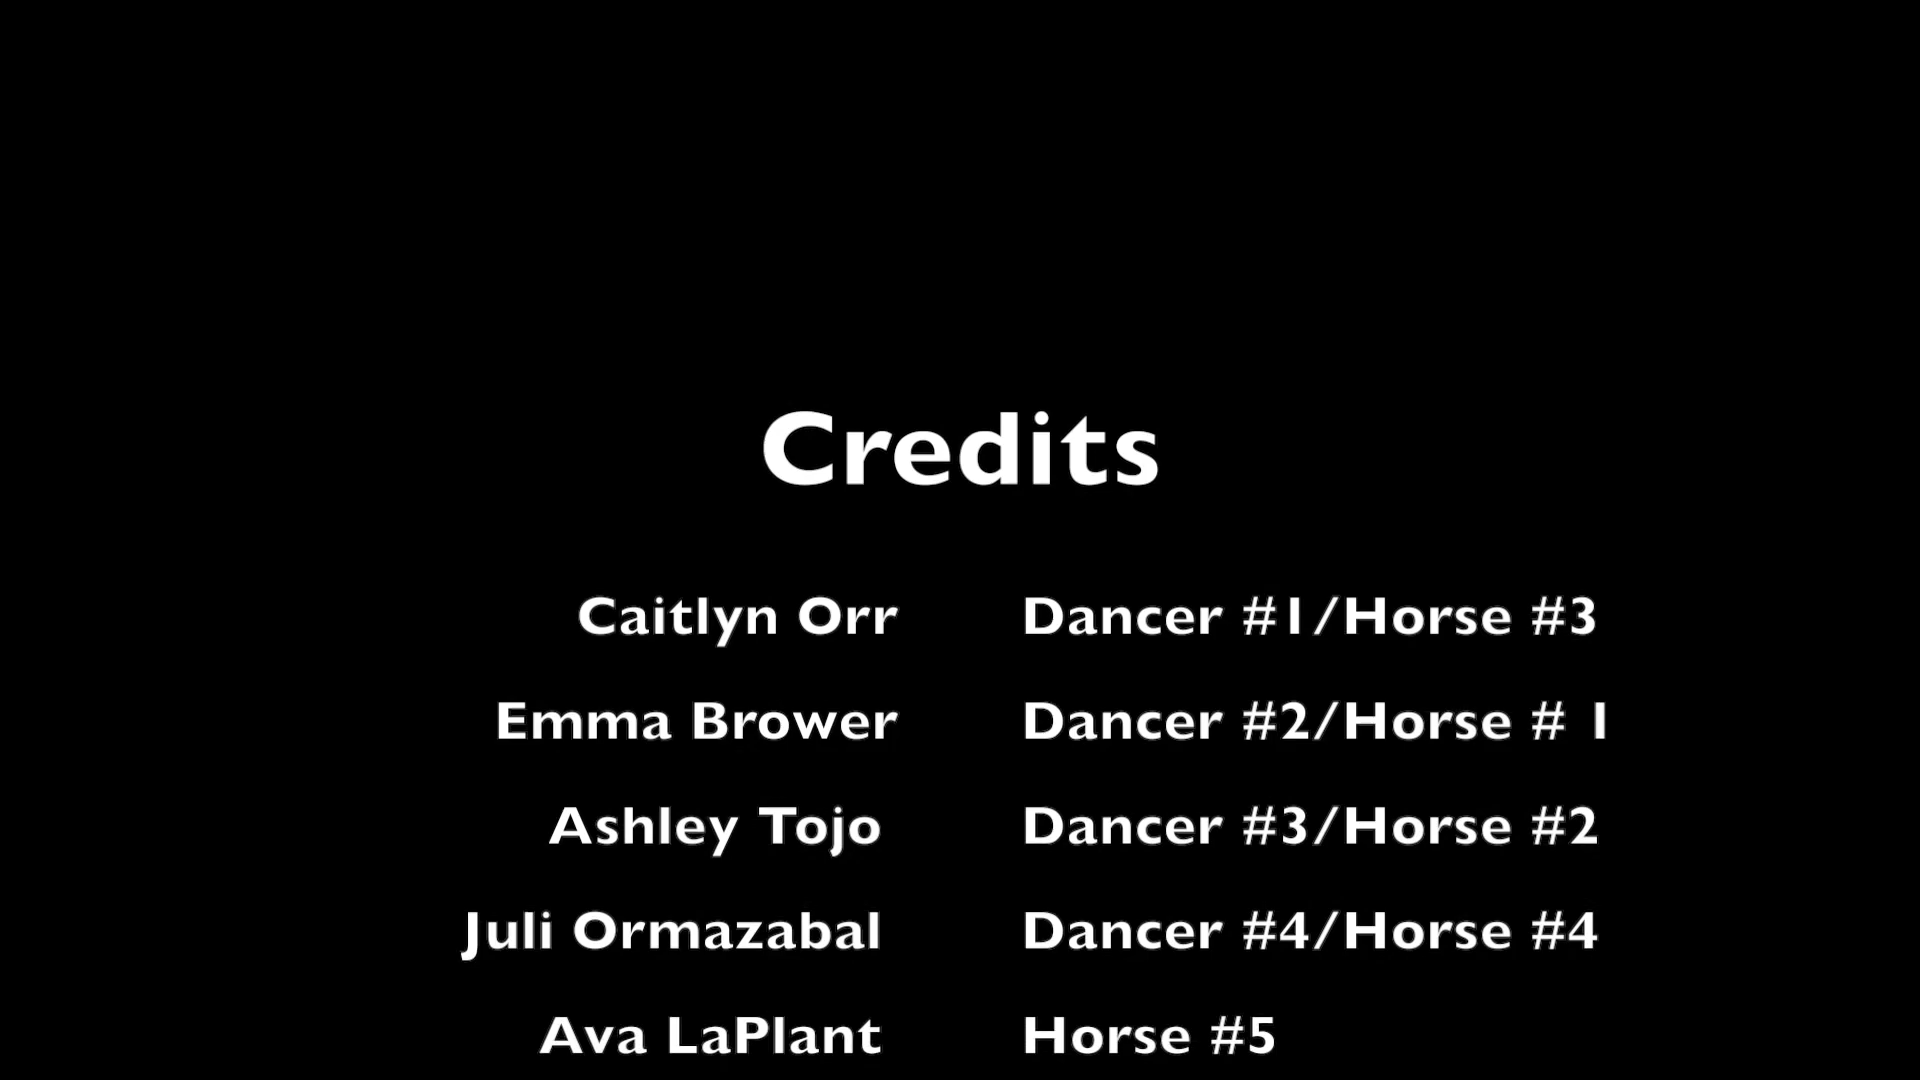 Credits
Caitlyn Orr Dancer #1/Horse #3
Emma Brower Dancer #2/Horse # 1
Ashley Tojo Dancer #3/Horse #2
Juli Ormazabal Dancer #4/Horse #4
Ava LaPlant Horse #5